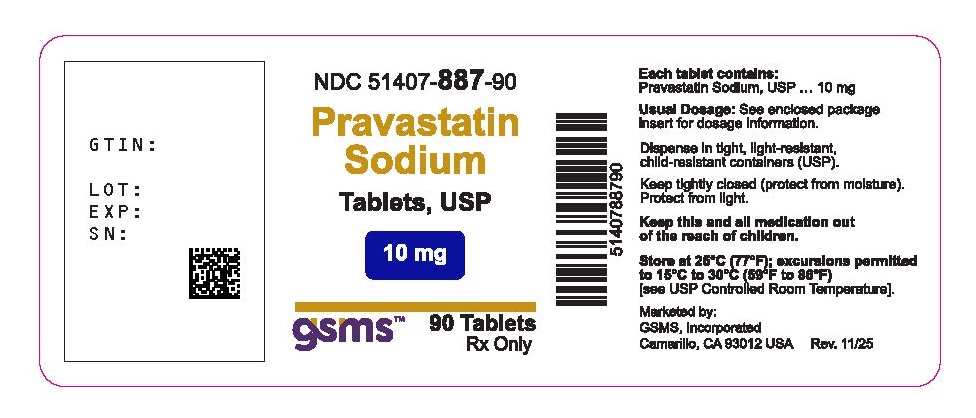 GTIN:
LOT:
EXP:
SN:
NDC 51407-887-90
Pravastatin
Sodium
Tablets, USP
10 mg
gsms™
90 Tablets
Rx Only
5140788790
Each tablet contains:
Pravastatin Sodium, USP ... 10 mg
Usual Dosage: See enclosed package
insert for dosage information.
Dispense in tight, light-resistant,
child-resistant containers (USP).
Keep tightly closed (protect from moisture).
Protect from light.
Keep this and all medication out
of the reach of children.
Store at 25°C (77°F); excursions permitted
to 15°C to 30°C (59°F to 86°F)
[see USP Controlled Room Temperature].
Marketed by:
GSMS, Incorporated
Camarillo, CA 93012 USA Rev. 11/25